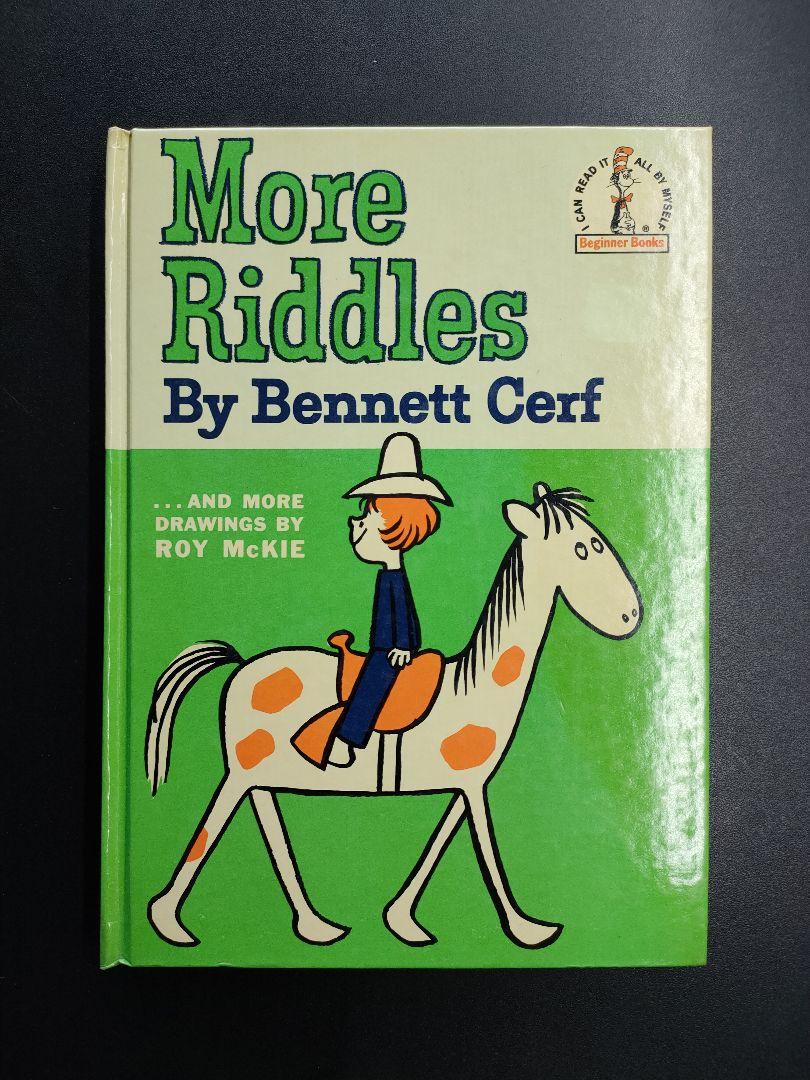 More
Riddles
By Bennett Cerf
I CAN READ IT ALL BY MYSELF
®
Beginner Books
...AND MORE
DRAWINGS BY
ROY McKIE